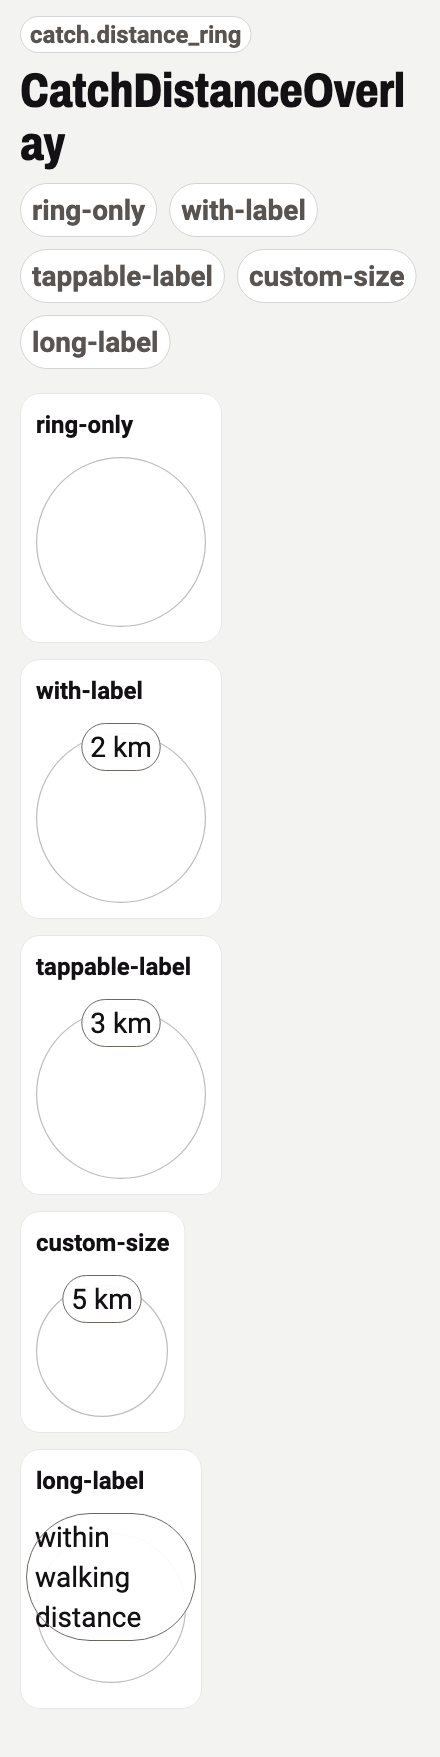 catch.distance_ring
CatchDistanceOverl
ay
ring-only with-label
tappable-label custom-size
long-label
ring-only
with-label
2 km
tappable-label
3 km
custom-size
5 km
long-label
within
walking
distance